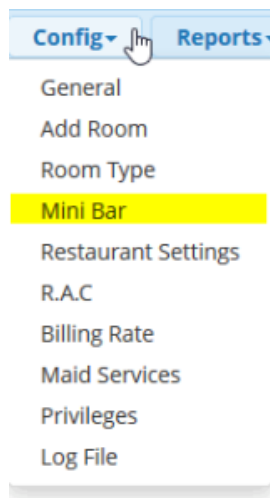 Config Reports
General
Add Room
Room Type
Mini Bar
Restaurant Settings
R.A.C
Billing Rate
Maid Services
Privileges
Log File